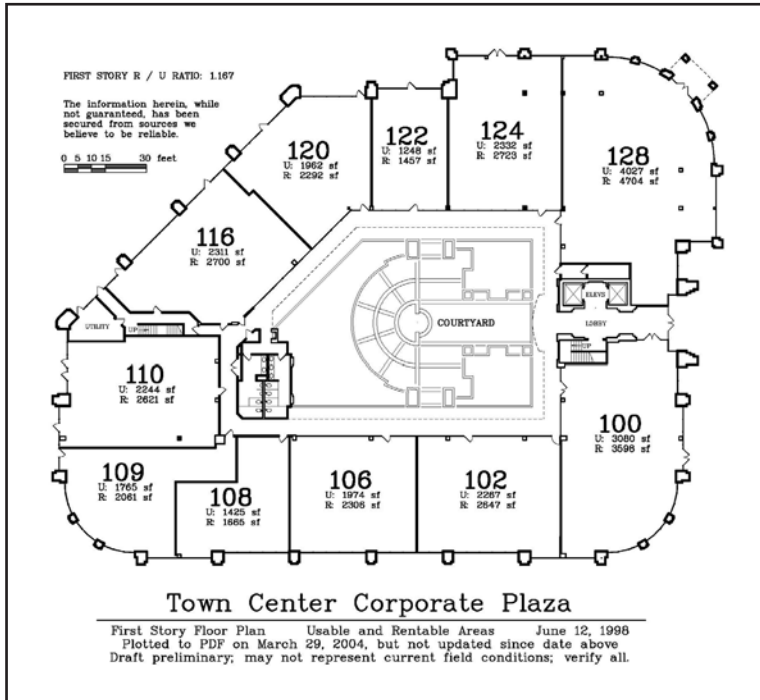 FIRST STORY R / U RATIO: 1.167
The information herein, while
not guaranteed, has been
secured from sources we
believe to be reliable.
0 5 10 15 30 feet
120
U: 1962 sf
R: 2292 sf
122
U: 1248 sf
R: 1457 sf
124
U: 2332 sf
R: 2723 sf
128
U: 4027 sf
R: 4704 sf
116
U: 2311 sf
R: 2700 sf
ELEVS
LOBBY
COURTYARD
UTILITY
UP
UP
110
U: 2244 sf
R: 2621 sf
100
U: 3080 sf
R: 3598 sf
109
U: 1765 sf
R: 2061 sf
108
U: 1425 sf
R: 1665 sf
106
U: 1974 sf
R: 2306 sf
102
U: 2267 sf
R: 2647 sf
Town Center Corporate Plaza
First Story Floor Plan Usable and Rentable Areas June 12, 1998
Plotted to PDF on March 29, 2004, but not updated since date above
Draft preliminary; may not represent current field conditions; verify all.